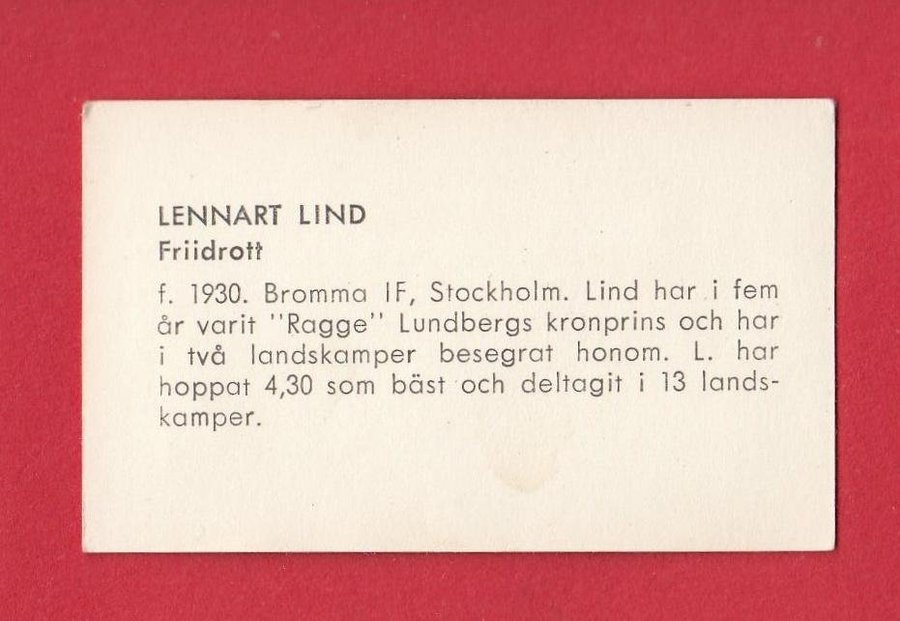 LENNART LIND
Friidrott
f. 1930. Bromma IF, Stockholm. Lind har i fem
år varit "Ragge" Lundbergs kronprins och har
i två landskamper besegrat honom. L. har
hoppat 4,30 som bäst och deltagit i 13 lands-
kamper.